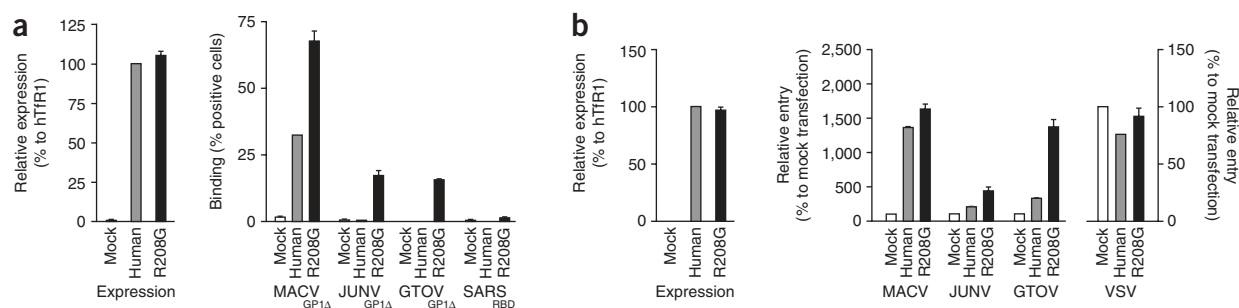 a
Relative expression
(% to hTfR1)
125
100
75
50
25
0
Mock
Human
R208G
Expression
Binding (% positive cells)
75
50
25
0
Mock
Human
R208G
Mock
Human
R208G
Mock
Human
R208G
Mock
Human
R208G
MACV GP1Δ
JUNV GP1Δ
GTOV GP1Δ
SARS RBD
b
Relative expression
(% to hTfR1)
150
100
50
0
Mock
Human
R208G
Expression
Relative entry
(% to mock transfection)
2,500
2,000
1,500
1,000
500
0
Mock
Human
R208G
Mock
Human
R208G
Mock
Human
R208G
Mock
Human
R208G
MACV
JUNV
GTOV
VSV
150
100
50
0
Relative entry
(% to mock transfection)